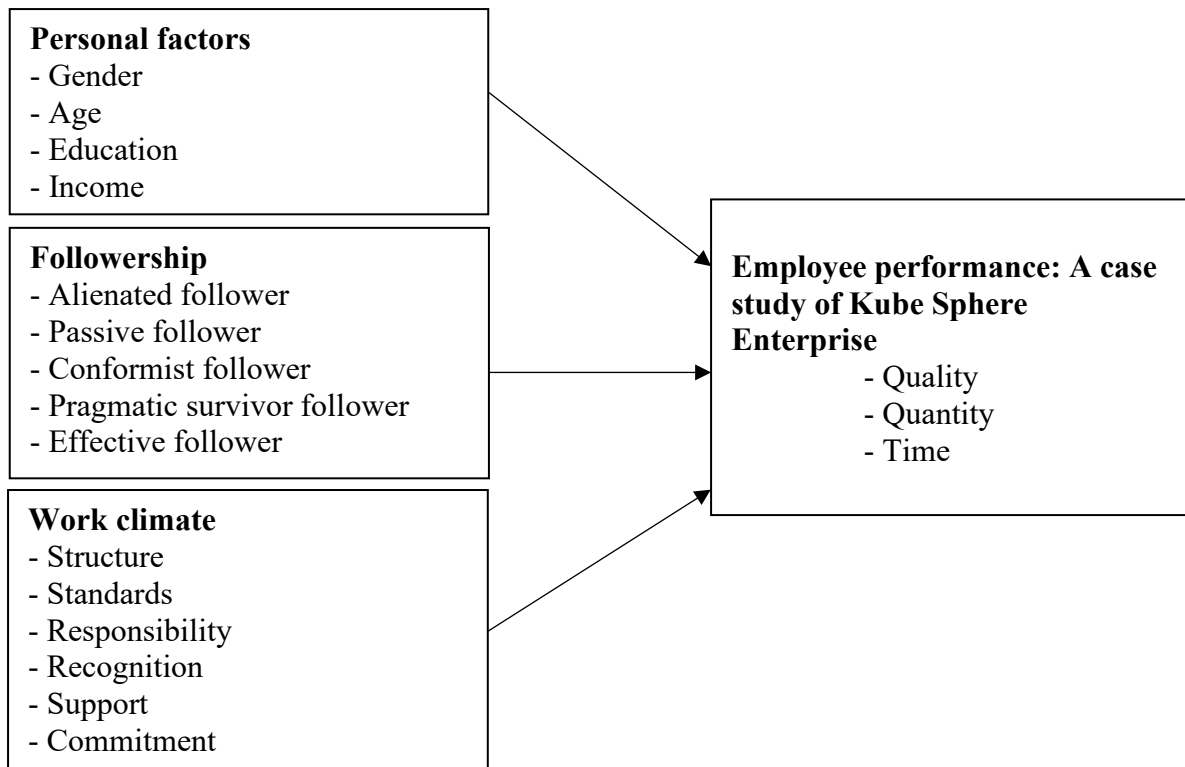 Personal factors
- Gender
- Age
- Education
- Income
Followership
- Alienated follower
- Passive follower
- Conformist follower
- Pragmatic survivor follower
- Effective follower
Work climate
- Structure
- Standards
- Responsibility
- Recognition
- Support
- Commitment
Employee performance: A case
study of Kube Sphere
Enterprise
- Quality
- Quantity
- Time